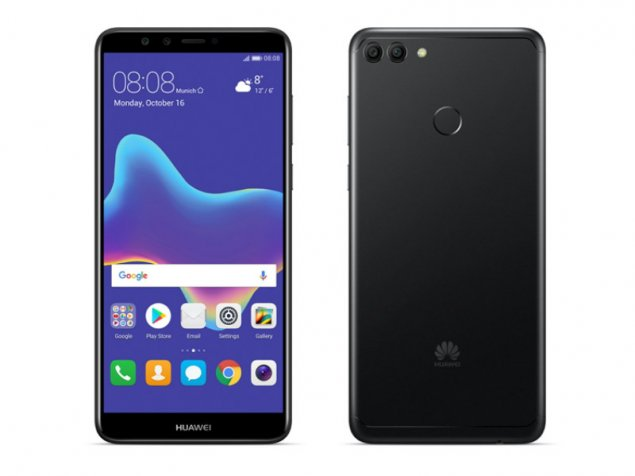 08:08
08:08 Munich
Monday, October 16
8°
12° / 6°
Google
Google
Play Store
Email
Settings
Gallery
HUAWEI
HUAWEI